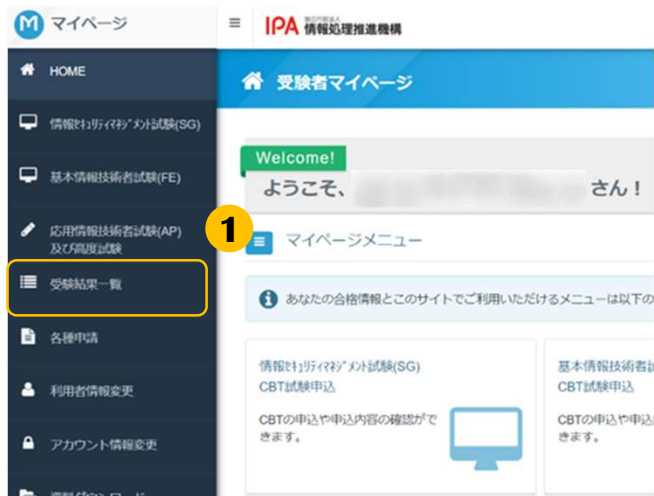 マイページ
IPA 独立行政法人 情報処理推進機構
HOME
受験者マイページ
情報ｾｷｭﾘﾃｨﾏﾈｼﾞﾒﾝﾄ試験(SG)
Welcome!
基本情報技術者試験(FE)
ようこそ、
さん！
応用情報技術者試験(AP)
及び高度試験
1
マイページメニュー
受験結果一覧
あなたの合格情報とこのサイトでご利用いただけるメニューは以下の
各種申請
情報ｾｷｭﾘﾃｨﾏﾈｼﾞﾒﾝﾄ試験(SG)
CBT試験申込
CBTの申込や申込内容の確認がで
きます。
基本情報技術者試
CBT試験申込
CBTの申込や申込
きます。
利用者情報変更
アカウント情報変更